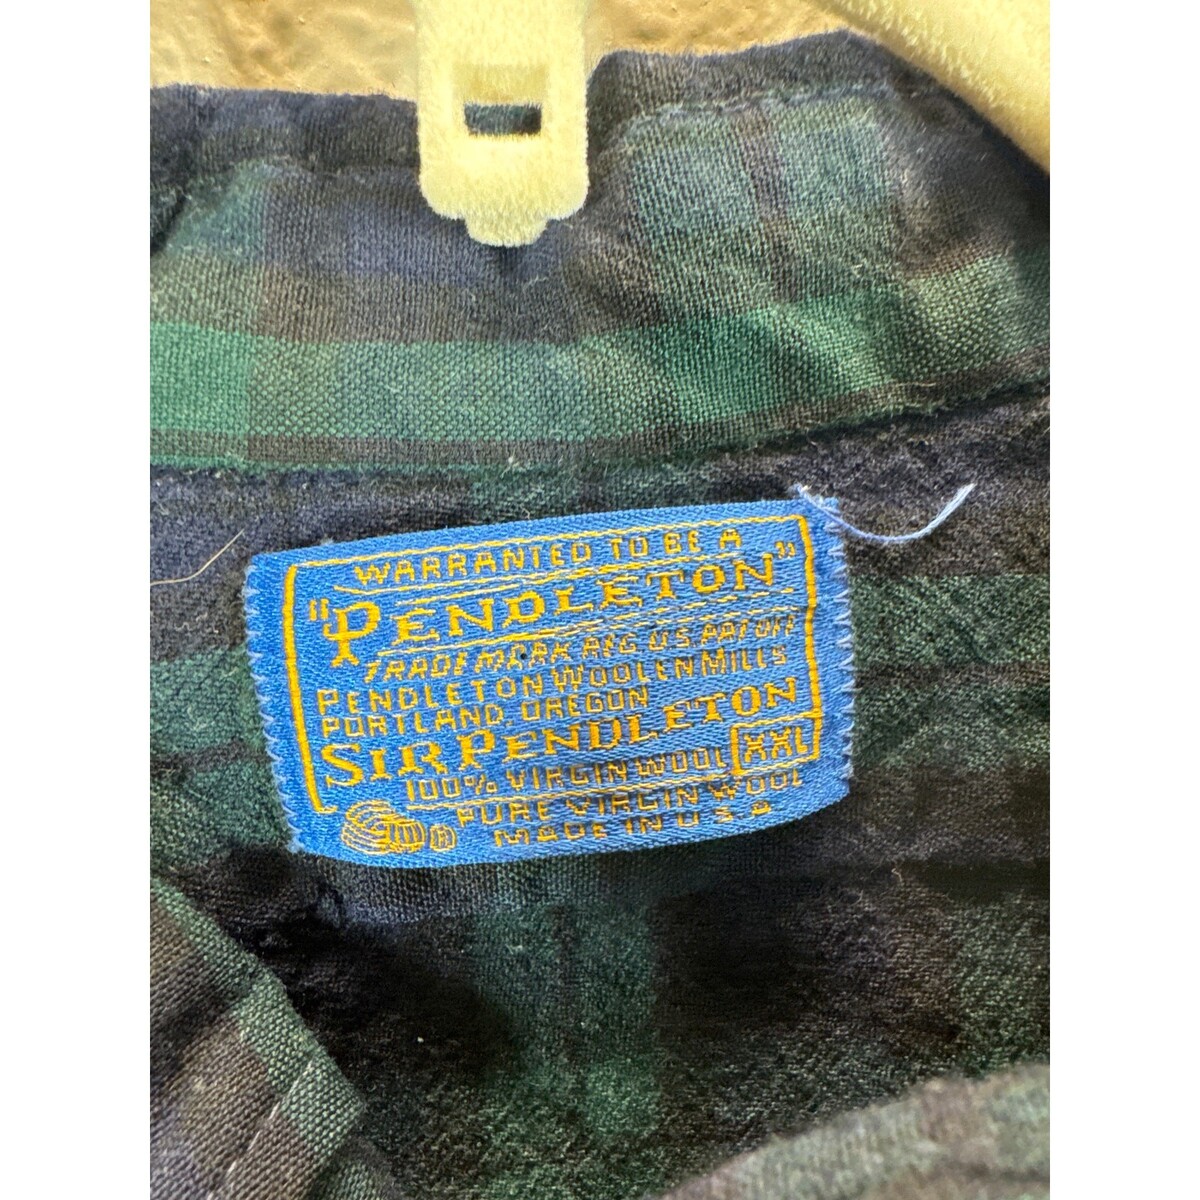 WARRANTED TO BE A
"PENDLETON"
TRADE MARK REG U.S. PAT OFF
PENDLETON WOOLEN MILLS
PORTLAND, OREGON
SIR PENDLETON
100% VIRGIN WOOL XXL
® PURE VIRGIN WOOL
MADE IN U S A